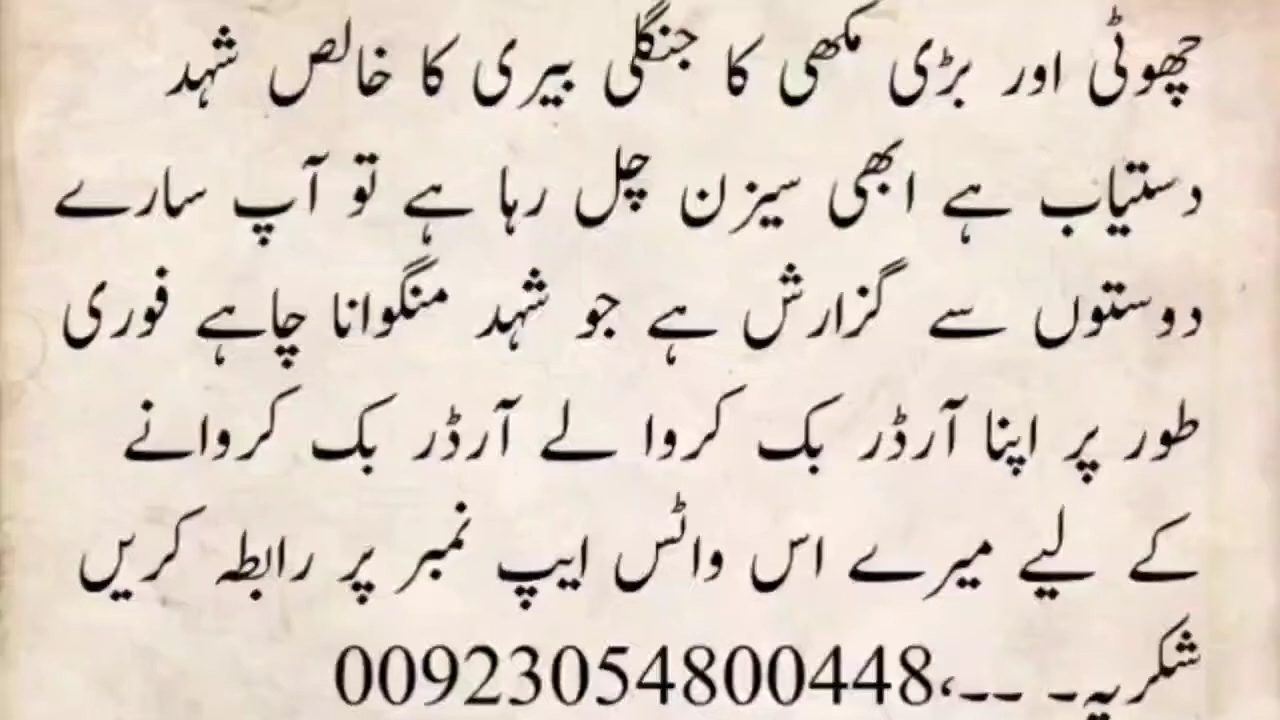 چھوٹی اور بڑی مکھی کا جنگلی بیری کا خالص شہد
دستیاب ہے ابھی سیزن چل رہا ہے تو آپ سارے
دوستوں سے گزارش ہے جو شہد منگوانا چاہے فوری
طور پر اپنا آرڈر بک کروا لے آرڈر بک کروانے
کے لیے میرے اس واٹس ایپ نمبر پر رابطہ کریں
شکریہ۔ ۔۔،00923054800448